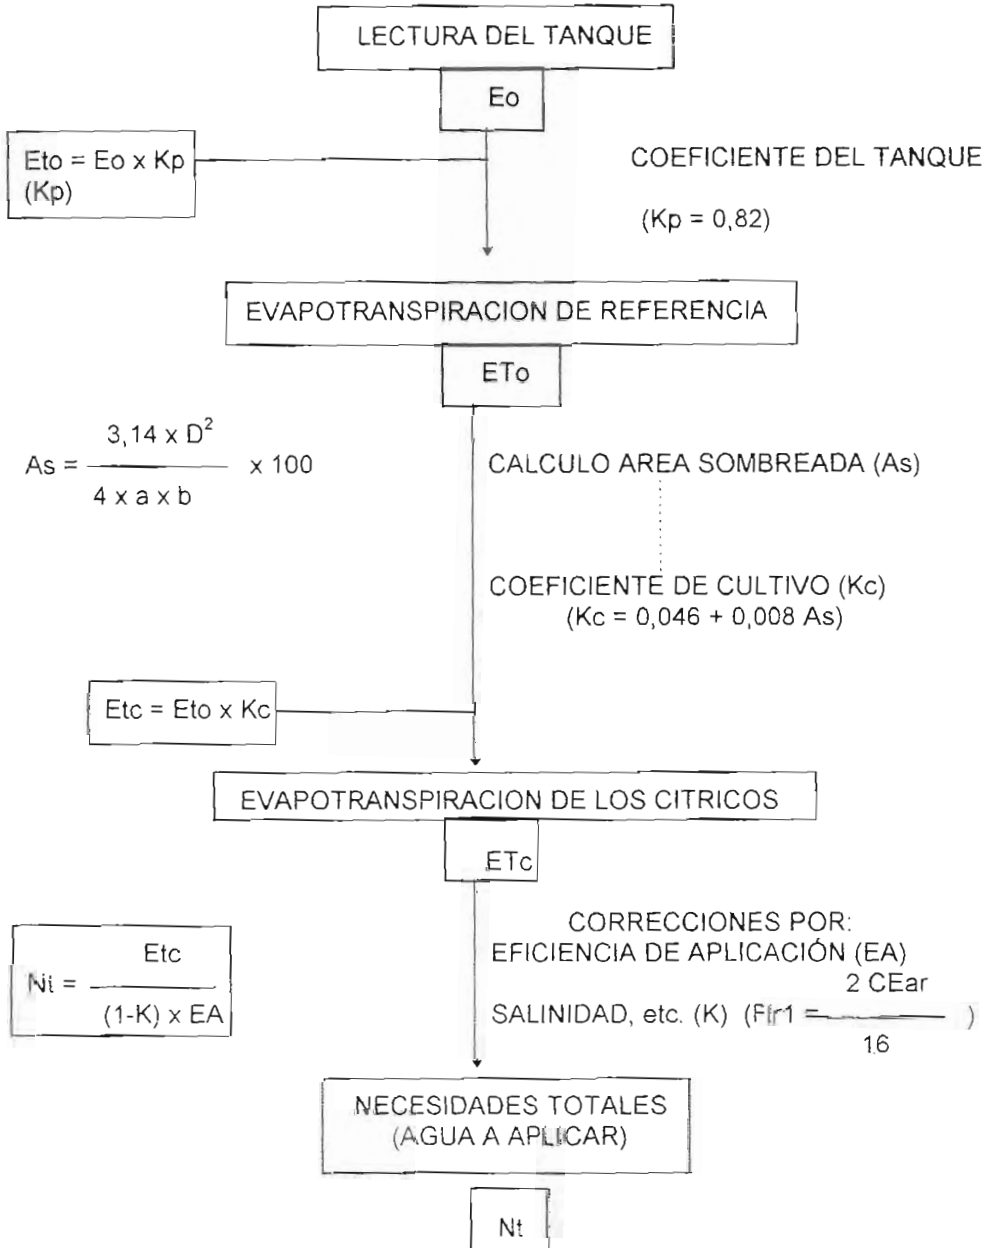 LECTURA DEL TANQUE
Eo
Eto = Eo x Kp
(Kp)
COEFICIENTE DEL TANQUE
(Kp = 0,82)
EVAPOTRANSPIRACION DE REFERENCIA
ETo
3,14 x D²
As = x 100
4 x a x b
CALCULO AREA SOMBREADA (As)
COEFICIENTE DE CULTIVO (Kc)
(Kc = 0,046 + 0,008 As)
Etc = Eto x Kc
EVAPOTRANSPIRACION DE LOS CITRICOS
ETc
Etc
Nt =
(1-K) x EA
CORRECCIONES POR:
EFICIENCIA DE APLICACIÓN (EA)
2 CEar
SALINIDAD, etc. (K) (Flr1 = )
16
NECESIDADES TOTALES
(AGUA A APLICAR)
Nt